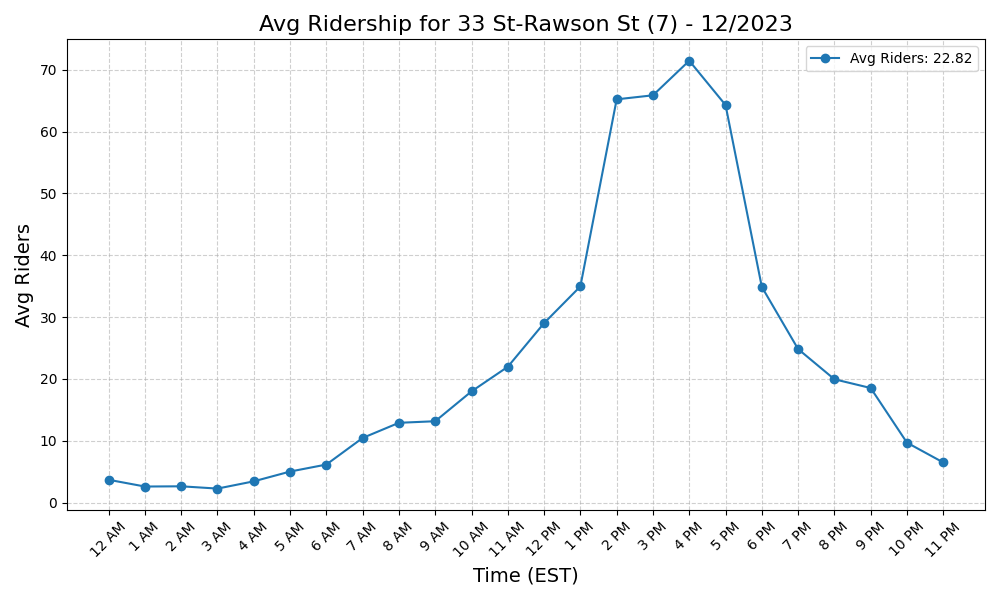 Avg Ridership for 33 St-Rawson St (7) - 12/2023
Avg Riders: 22.82
Avg Riders
70
60
50
40
30
20
10
0
12 AM
1 AM
2 AM
3 AM
4 AM
5 AM
6 AM
7 AM
8 AM
9 AM
10 AM
11 AM
12 PM
1 PM
2 PM
3 PM
4 PM
5 PM
6 PM
7 PM
8 PM
9 PM
10 PM
11 PM
Time (EST)